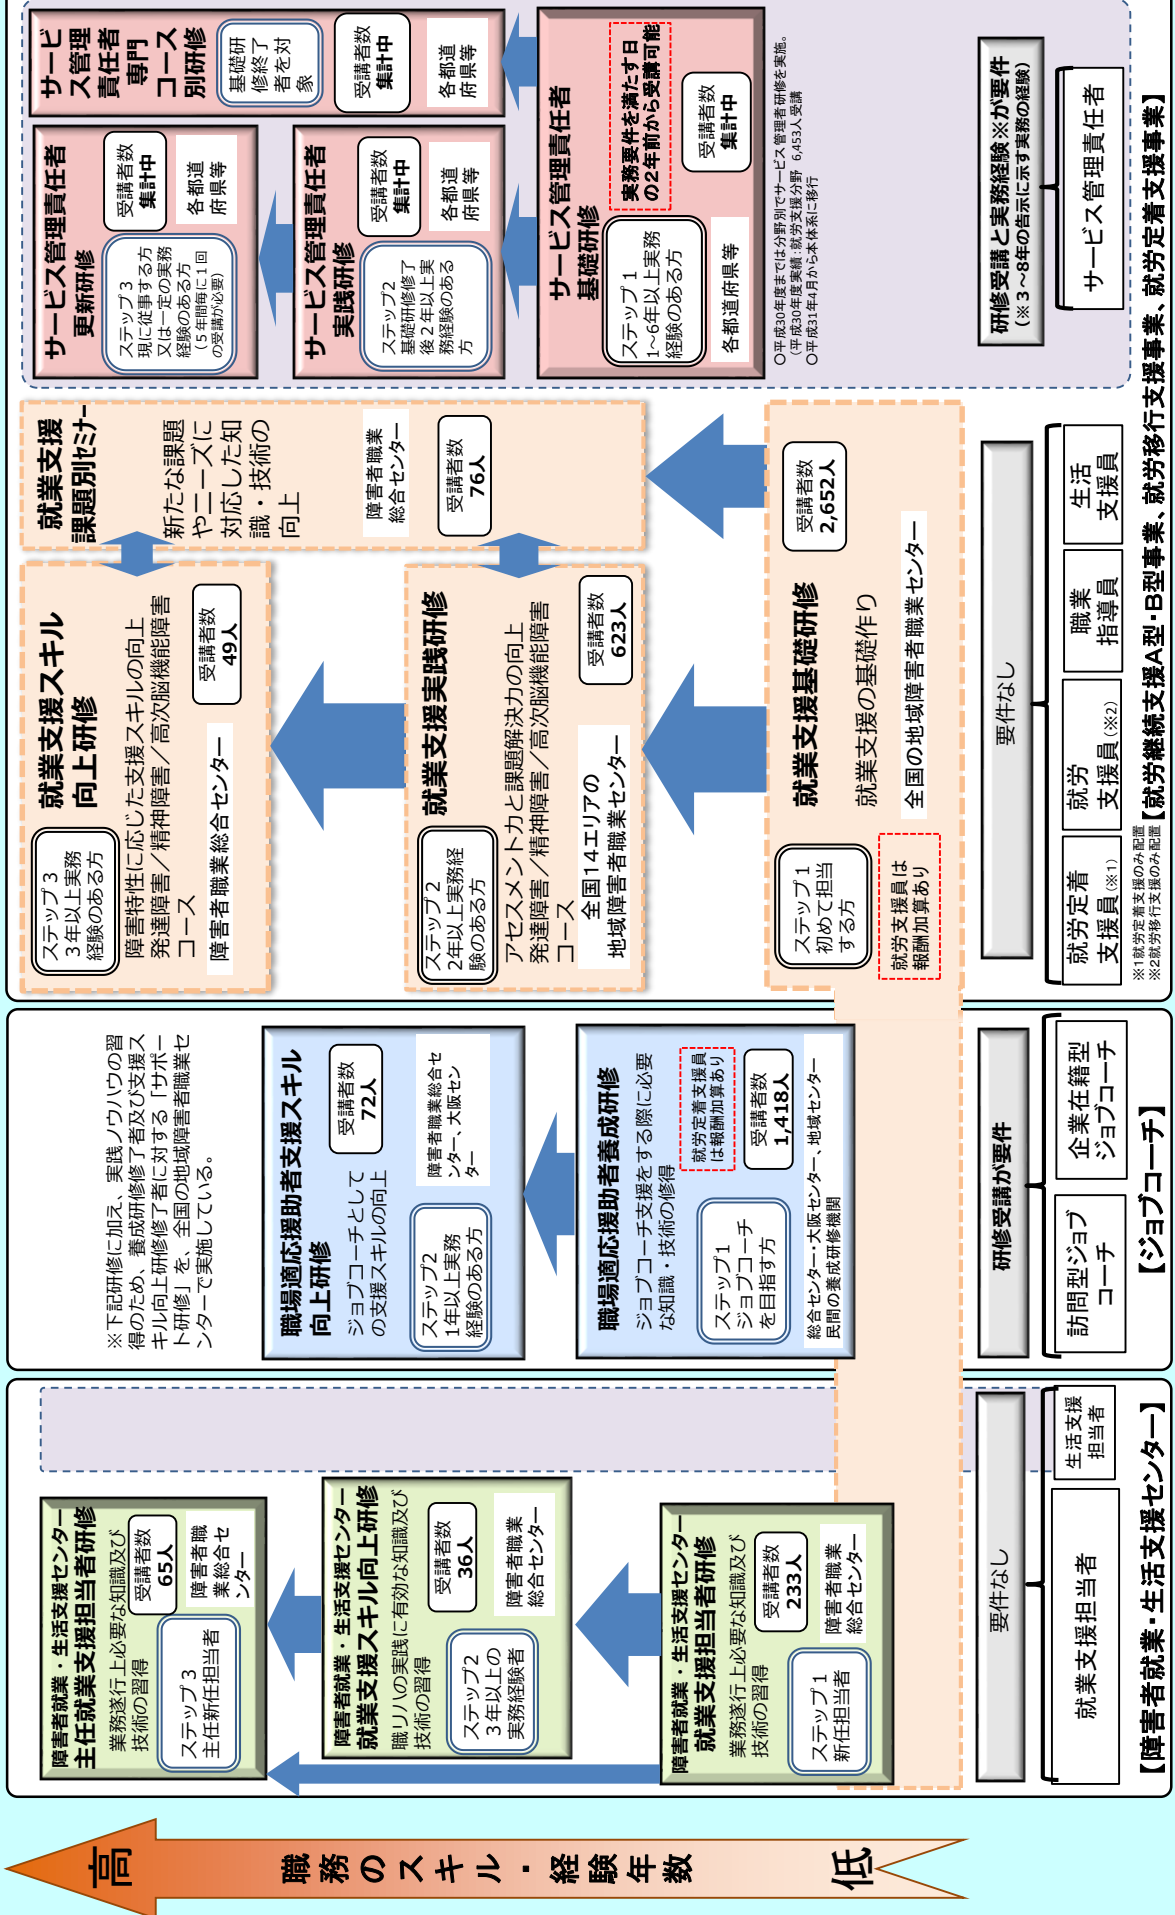 高
職務のスキル・経験年数
低
障害者就業・生活支援センター
主任就業支援担当者研修
業務遂行上必要な知識及び
技術の習得
ステップ３
主任新任担当者
受講者数
65人
障害者職
業総合セ
ンター
障害者就業・生活支援センター
就業支援スキル向上研修
職リハの実践に有効な知識及び
技術の習得
ステップ2
３年以上の
実務経験者
受講者数
36人
障害者職業
総合センター
障害者就業・生活支援センター
就業支援担当者研修
業務遂行上必要な知識及び
技術の習得
ステップ１
新任担当者
受講者数
233人
障害者職業
総合センター
要件なし
就業支援担当者
生活支援
担当者
【障害者就業・生活支援センター】
※下記研修に加え、実践ノウハウの習
得のため、養成研修修了者及び支援ス
キル向上研修修了者に対する「サポー
ト研修」を、全国の地域障害者職業セ
ンターで実施している。
職場適応援助者支援スキル
向上研修
ジョブコーチとして
の支援スキルの向上
ステップ2
1年以上実務
経験のある方
受講者数
72人
障害者職業総合セ
ンター、大阪セン
ター
職場適応援助者養成研修
ジョブコーチ支援をする際に必要
な知識・技術の修得
就労定着支援員
は報酬加算あり
ステップ1
ジョブコーチ
を目指す方
受講者数
1,418人
総合センター・大阪センター、地域センター
民間の養成研修機関
研修受講が要件
訪問型ジョブ
コーチ
企業在籍型
ジョブコーチ
【ジョブコーチ】
就業支援スキル
向上研修
ステップ３
３年以上実務
経験のある方
障害特性に応じた支援スキルの向上
発達障害／精神障害／高次脳機能障害
コース
受講者数
49人
障害者職業総合センター
就業支援実践研修
ステップ2
2年以上実務経
験のある方
アセスメント力と課題解決力の向上
発達障害／精神障害／高次脳機能障害
コース
受講者数
623人
全国14エリアの
地域障害者職業センター
就業支援
課題別ｾﾐﾅｰ
新たな課題
やニーズに
対応した知
識・技術の
向上
障害者職業
総合センター
受講者数
76人
就業支援基礎研修
ステップ１
初めて担当
する方
就業支援の基礎作り
就労支援員は
報酬加算あり
全国の地域障害者職業センター
受講者数
2,652人
要件なし
就労定着
支援員(※1)
就労
支援員(※2)
職業
指導員
生活
支援員
※1就労定着支援のみ配置
※2就労移行支援のみ配置
サービス管理責任者
更新研修
ステップ３
現に従事する方
又は一定の実務
経験のある方
（５年間毎に１回
の受講が必要）
受講者数
集計中
各都道
府県等
サービス管理責任者
実践研修
ステップ2
基礎研修修了
後２年以上実
務経験のある
方
受講者数
集計中
各都道
府県等
サービ
ス管理
責任者
専門
コース
別研修
基礎研
修終了
者を対
象
受講者数
集計中
各都道
府県等
サービス管理責任者
基礎研修
ステップ１
1～6年以上実務
経験のある方
実務要件を満たす日
の２年前から受講可能
受講者数
集計中
各都道府県等
○平成30年度までは分野別でサービス管理者研修を実施。
（平成30年度実績：就労支援分野 6,453人受講
○平成31年4月から本体系に移行
研修受講と実務経験※が要件
（※３～８年の告示に示す実務の経験）
サービス管理責任者
【就労継続支援Ａ型・Ｂ型事業、就労移行支援事業、就労定着支援事業】